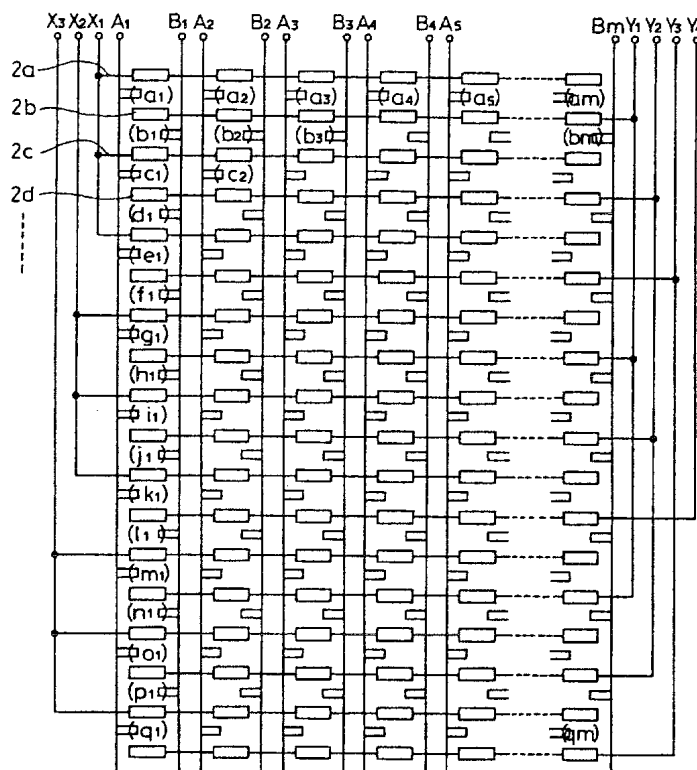 X3 X2 X1 A1 B1 A2 B2 A3 B3 A4 B4 A5 Bm Y1 Y2 Y3 Y4
2a
(a1) (a2) (a3) (a4) (a5) (am)
2b
(b1) (b2) (b3) (bm)
2c
(c1) (c2)
2d
(d1)
(e1)
(f1)
(g1)
(h1)
(i1)
(j1)
(k1)
(l1)
(m1)
(n1)
(o1)
(p1)
(q1) (qm)